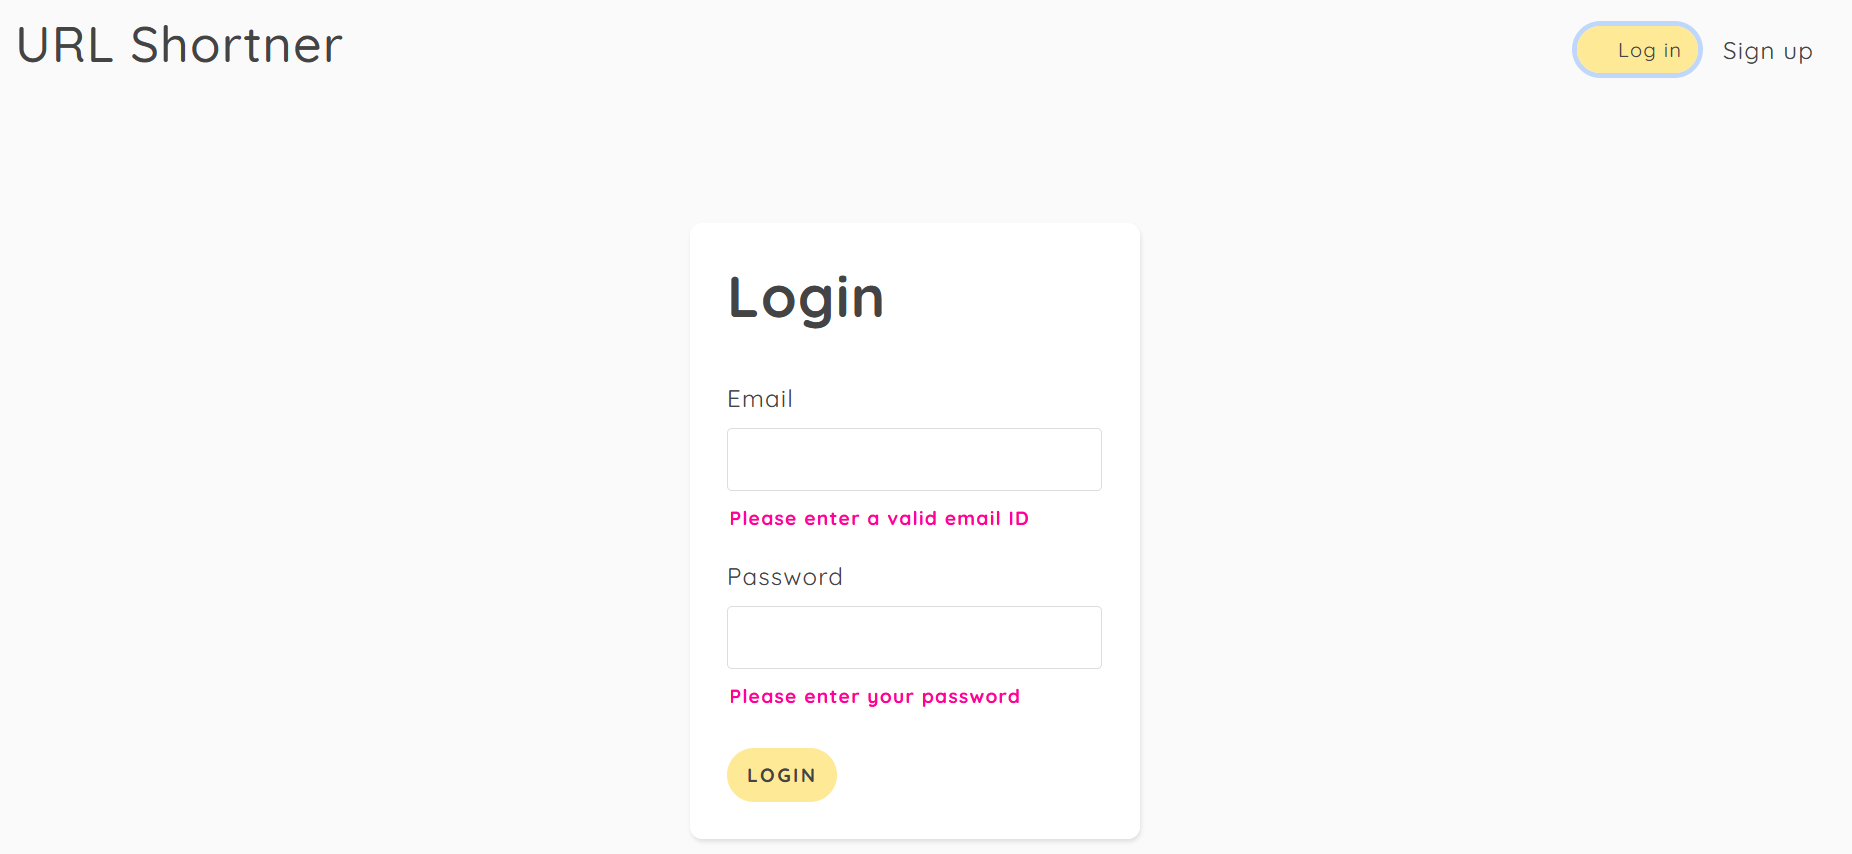 URL Shortner
Log in
Sign up
Login
Email
Please enter a valid email ID
Password
Please enter your password
LOGIN